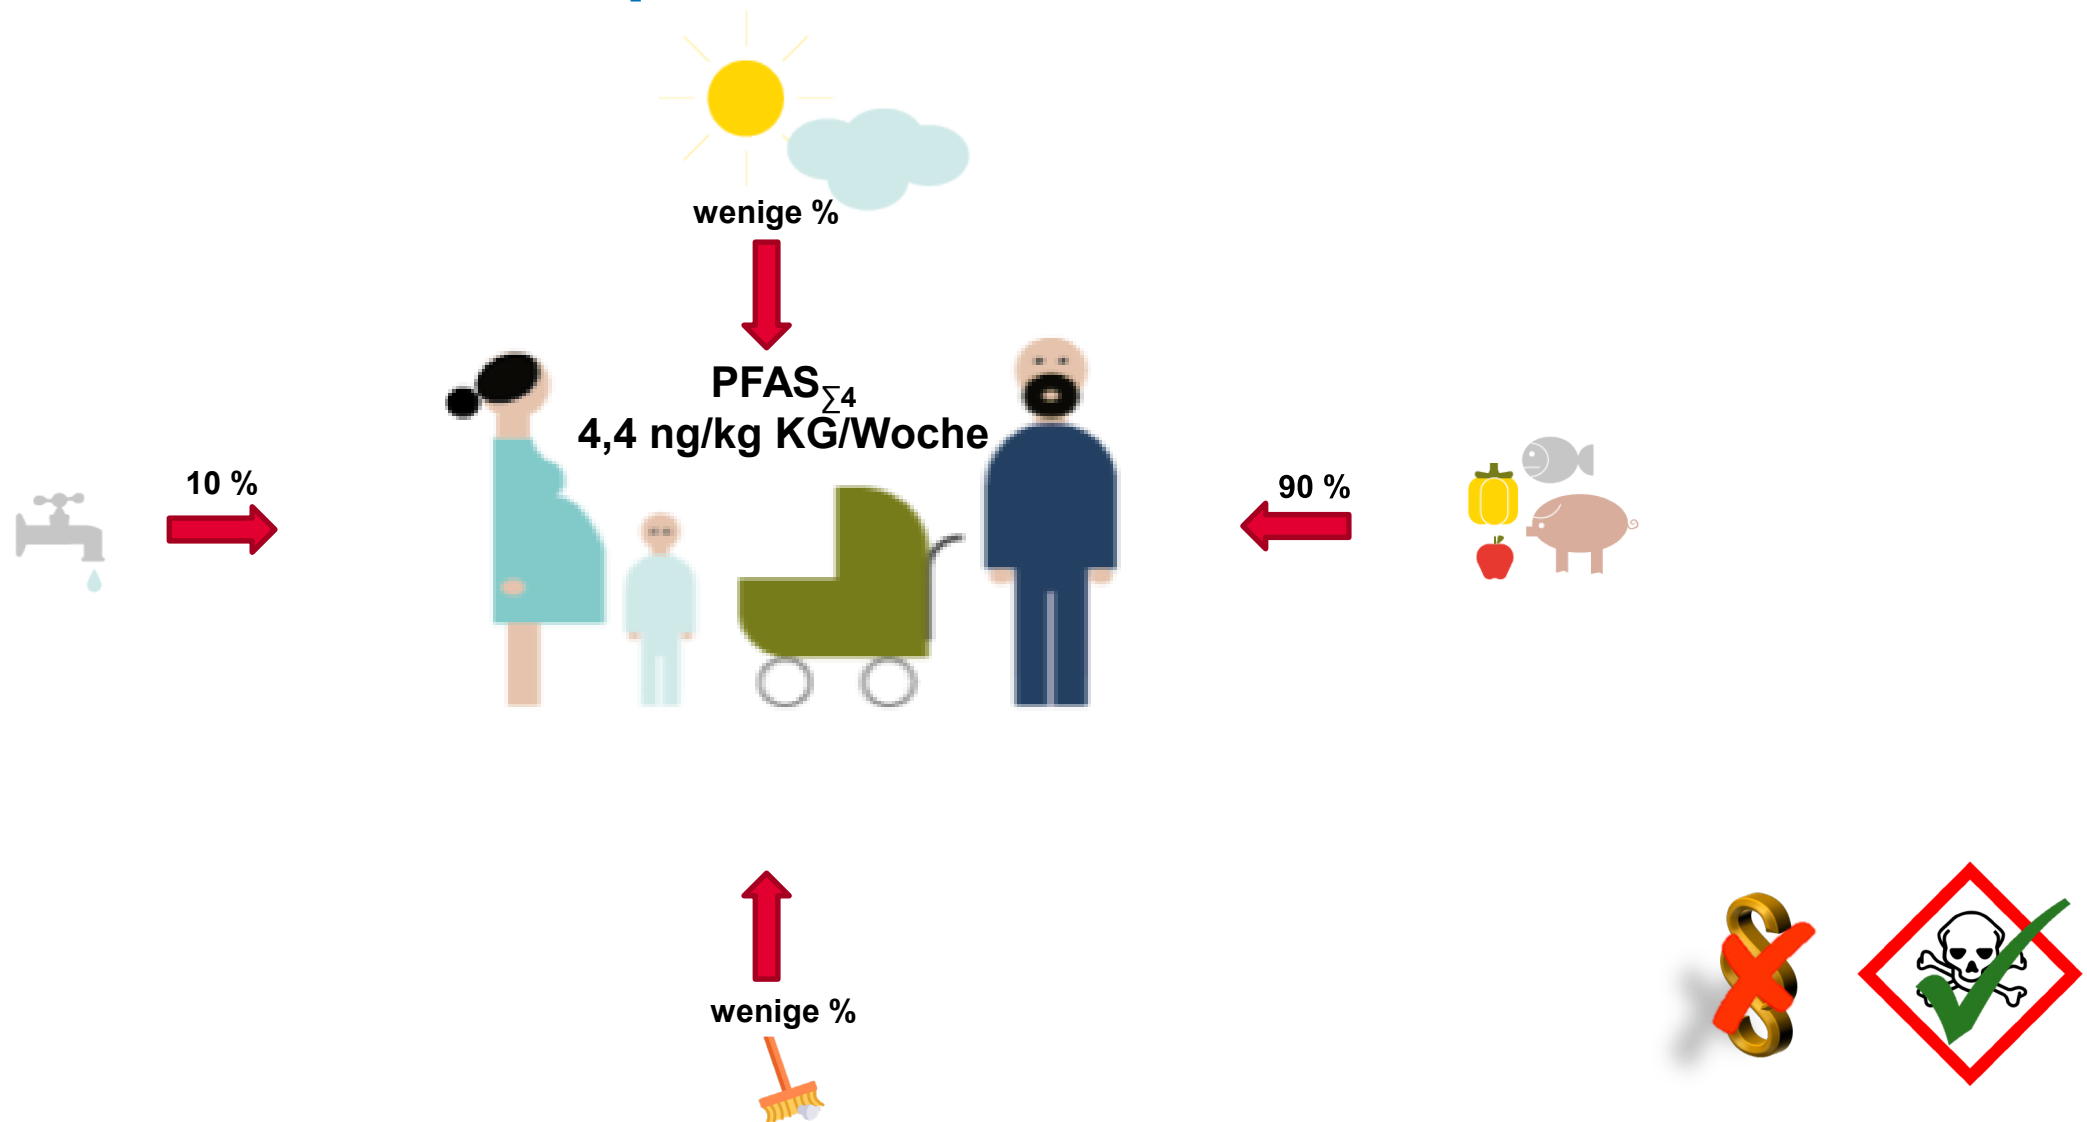 wenige %
PFAS∑4
4,4 ng/kg KG/Woche
10 %
90 %
wenige %